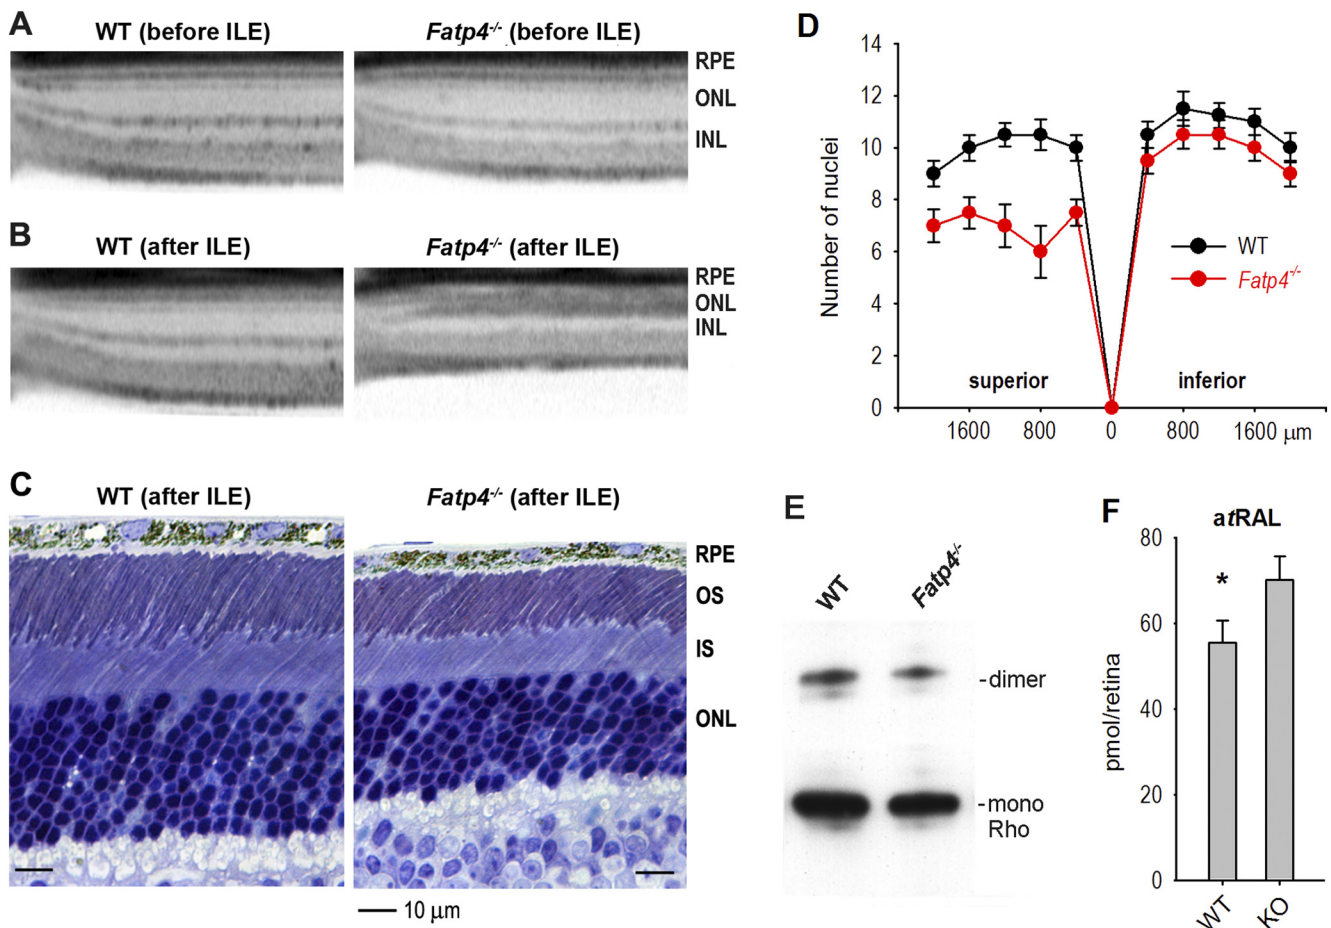 A
WT (before ILE)
Fatp4-/- (before ILE)
RPE
ONL
INL
B
WT (after ILE)
Fatp4-/- (after ILE)
RPE
ONL
INL
C
WT (after ILE)
Fatp4-/- (after ILE)
RPE
OS
IS
ONL
10 μm
D
Number of nuclei
14
12
10
8
6
4
2
0
WT
Fatp4-/-
superior
inferior
1600 800 0 800 1600 μm
E
WT
Fatp4-/-
-dimer
-mono
Rho
F
atRAL
pmol/retina
80
60
40
20
0
*
WT
KO